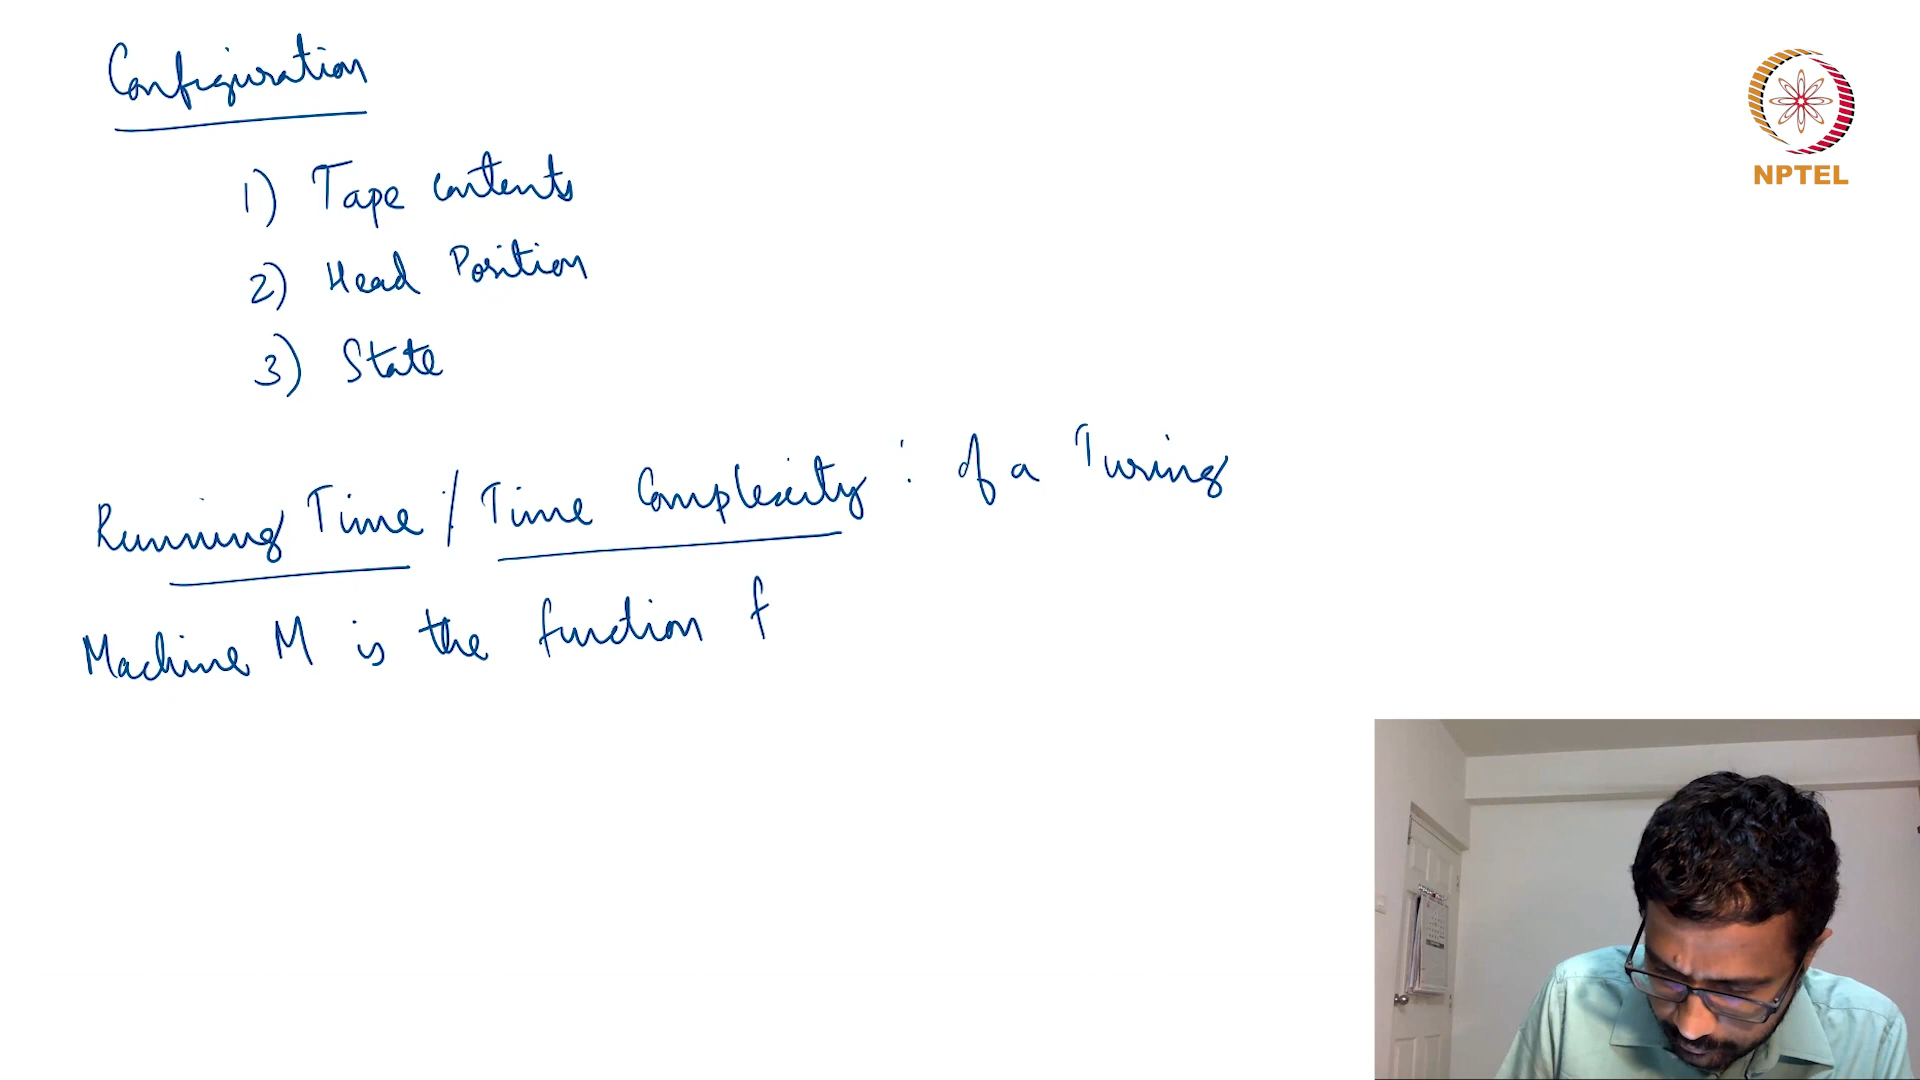 Configuration
1) Tape contents
2) Head Position
3) State
Running Time / Time Complexity : of a Turing
Machine M is the function f
NPTEL